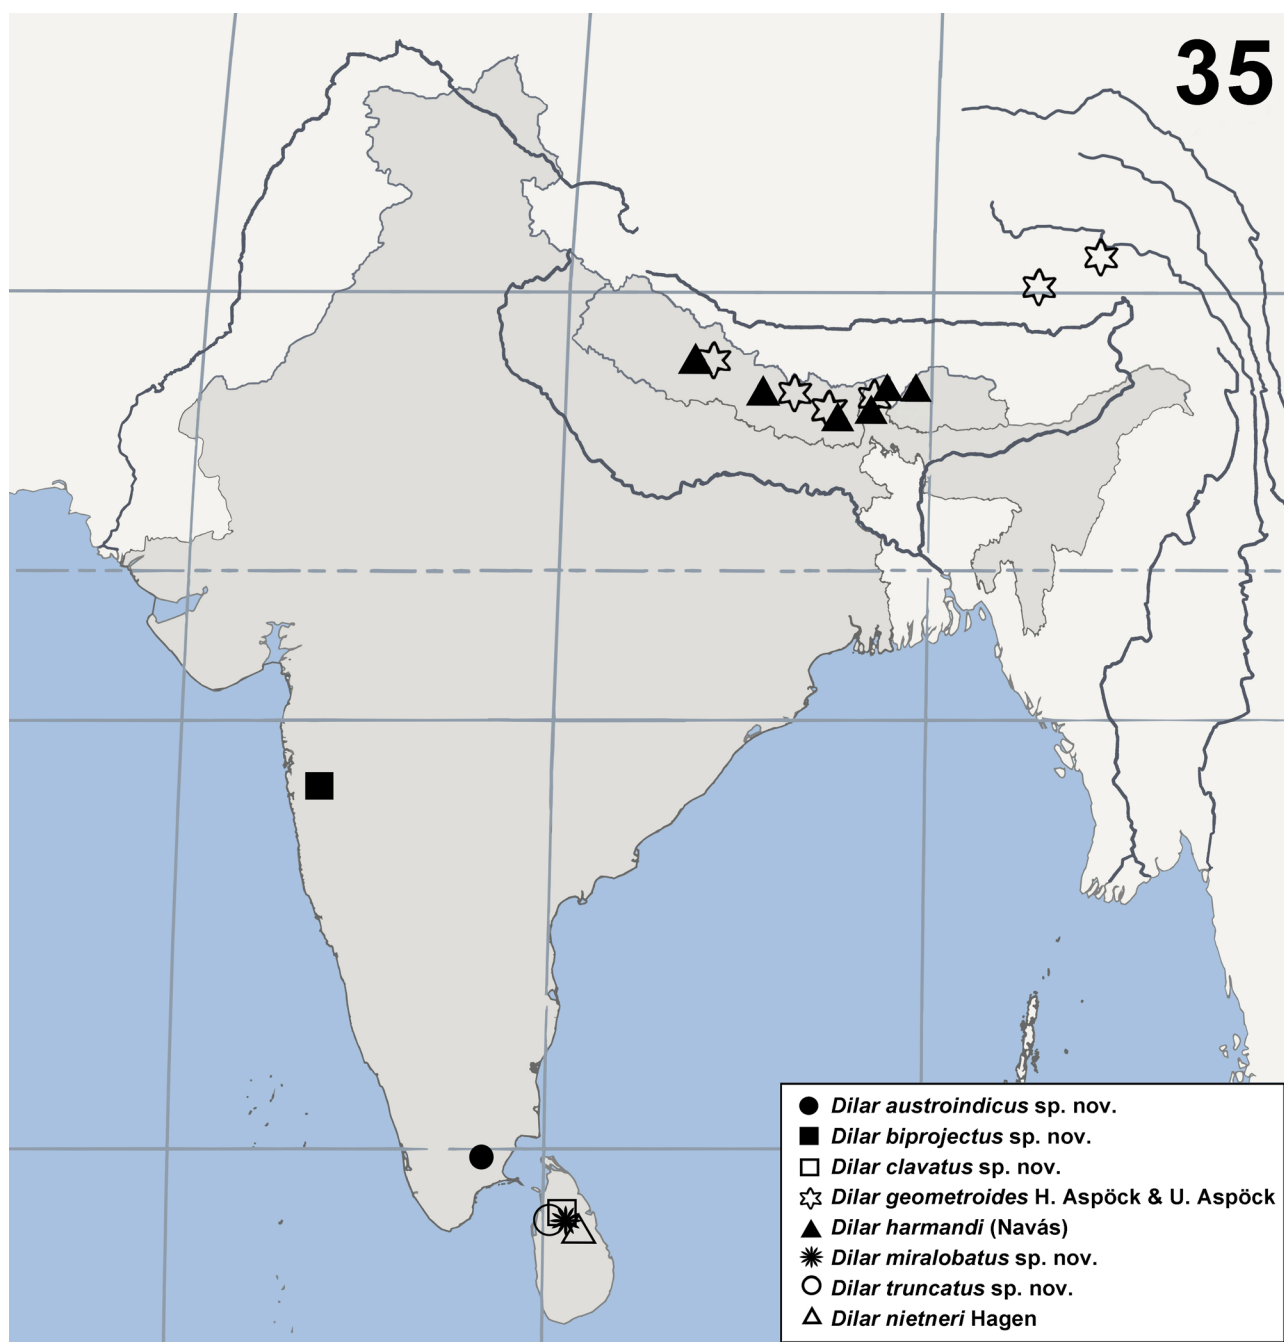 35
Dilar austroindicus sp. nov.
Dilar biprojectus sp. nov.
Dilar clavatus sp. nov.
Dilar geometroides H. Aspöck & U. Aspöck
Dilar harmandi (Navás)
Dilar miralobatus sp. nov.
Dilar truncatus sp. nov.
Dilar nietneri Hagen